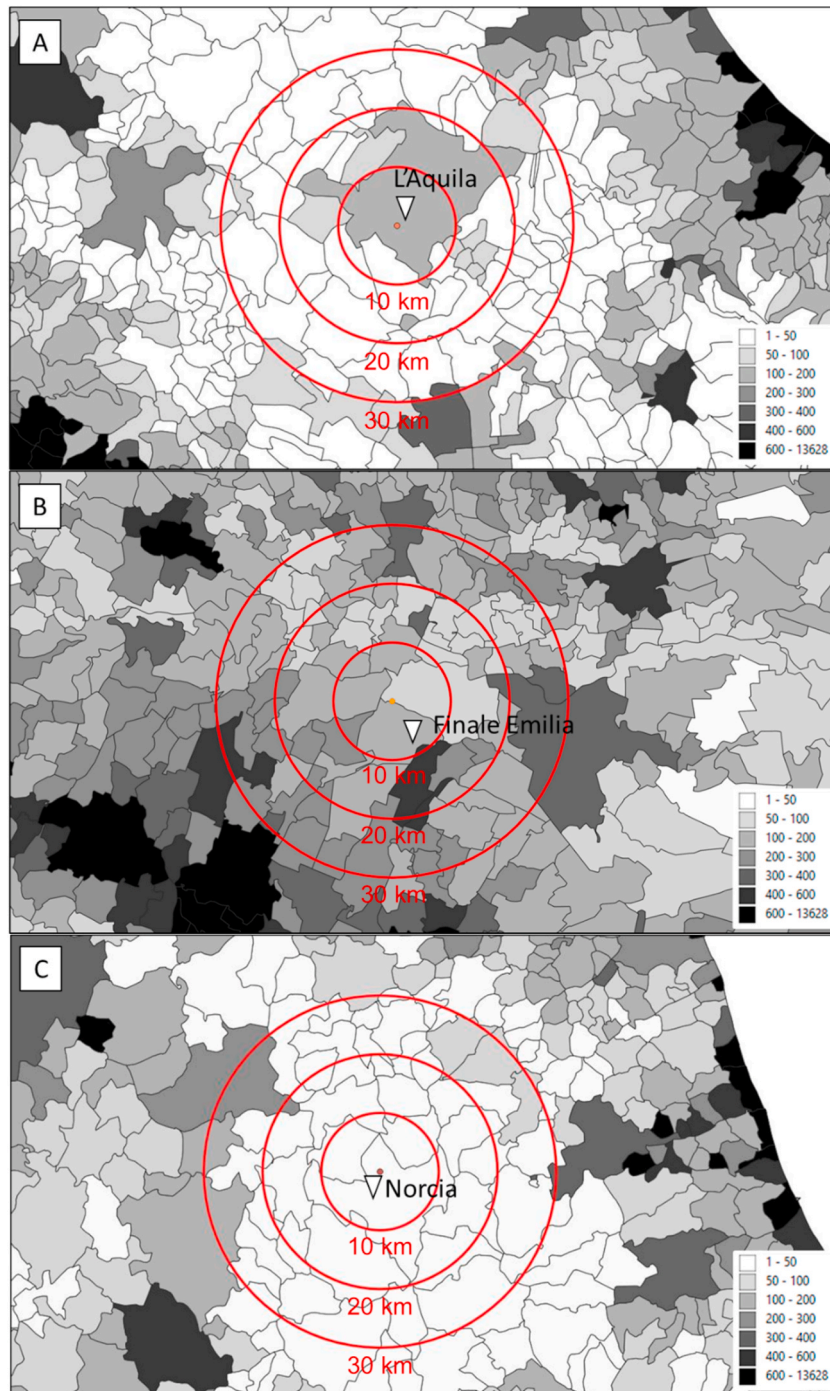 A
L'Aquila
10 km
20 km
30 km
1 - 50
50 - 100
100 - 200
200 - 300
300 - 400
400 - 600
600 - 13628
B
Finale Emilia
10 km
20 km
30 km
1 - 50
50 - 100
100 - 200
200 - 300
300 - 400
400 - 600
600 - 13628
C
Norcia
10 km
20 km
30 km
1 - 50
50 - 100
100 - 200
200 - 300
300 - 400
400 - 600
600 - 13628